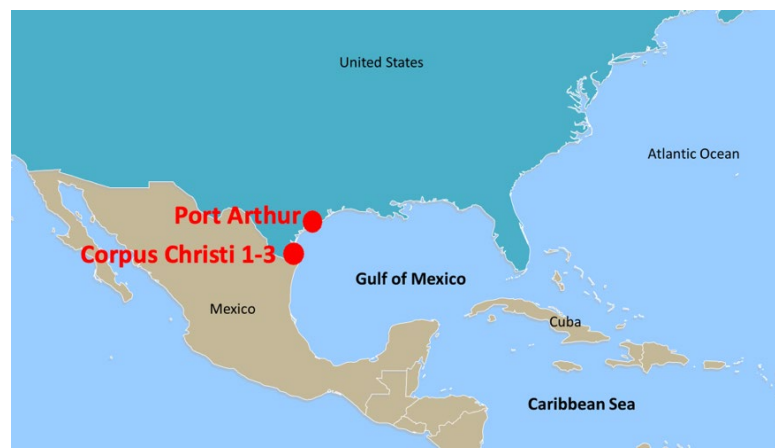 United States
Atlantic Ocean
Port Arthur
Corpus Christi 1-3
Gulf of Mexico
Mexico
Cuba
Caribbean Sea